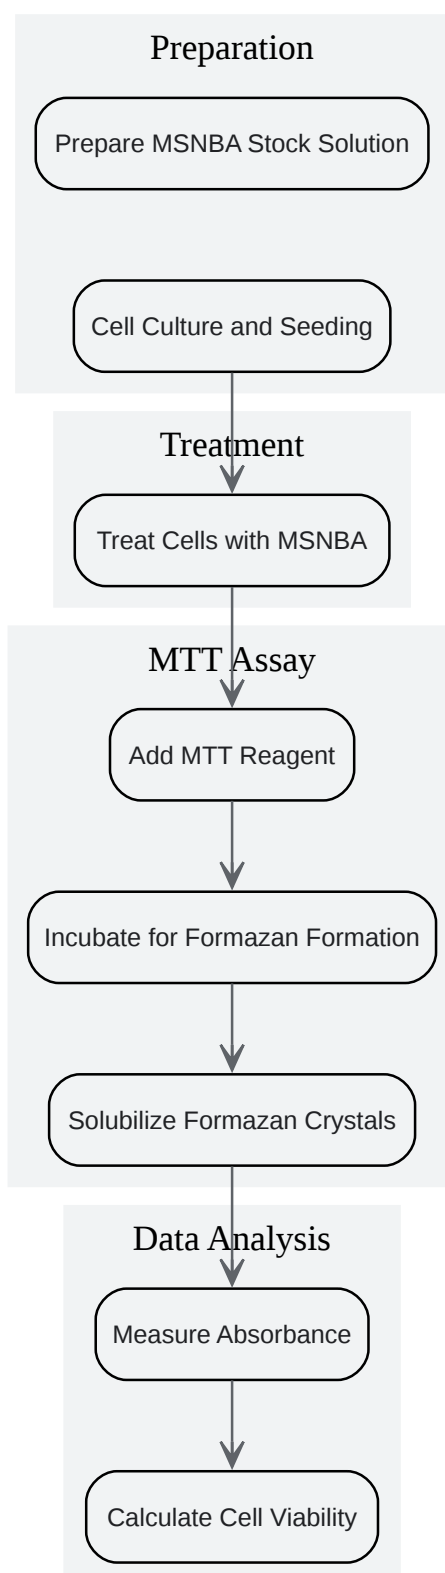 Preparation
Prepare MSNBA Stock Solution
Cell Culture and Seeding
Treatment
Treat Cells with MSNBA
MTT Assay
Add MTT Reagent
Incubate for Formazan Formation
Solubilize Formazan Crystals
Data Analysis
Measure Absorbance
Calculate Cell Viability